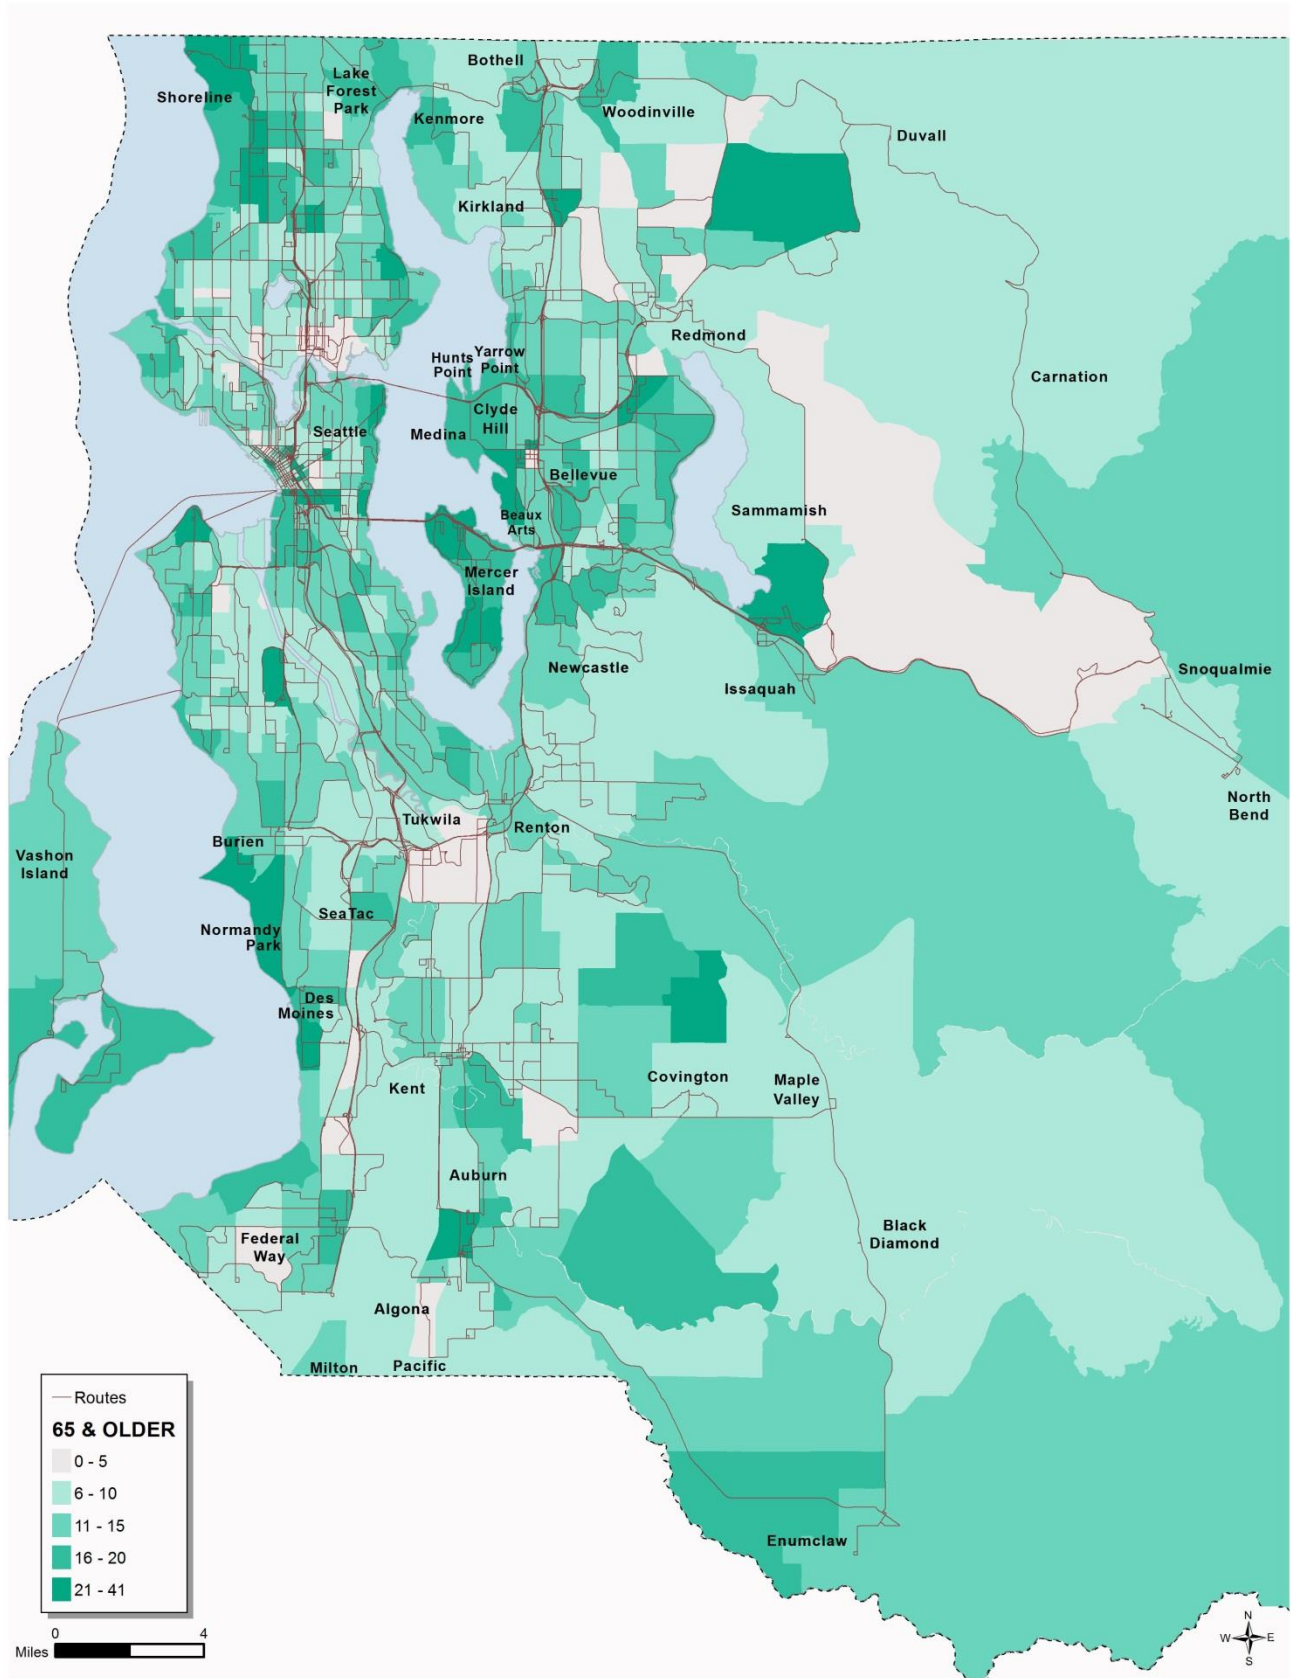 Bothell
Shoreline
Lake
Forest
Park
Kenmore
Woodinville
Duvall
Kirkland
Redmond
Hunts
Point
Yarrow
Point
Carnation
Clyde
Hill
Seattle
Medina
Bellevue
Sammamish
Beaux
Arts
Mercer
Island
Newcastle
Issaquah
Snoqualmie
North
Bend
Tukwila
Renton
Burien
Vashon
Island
SeaTac
Normandy
Park
Des
Moines
Kent
Covington
Maple
Valley
Auburn
Black
Diamond
Federal
Way
Algona
Milton
Pacific
Enumclaw
Routes
65 & OLDER
0 - 5
6 - 10
11 - 15
16 - 20
21 - 41
0 4
Miles
N
W E
S